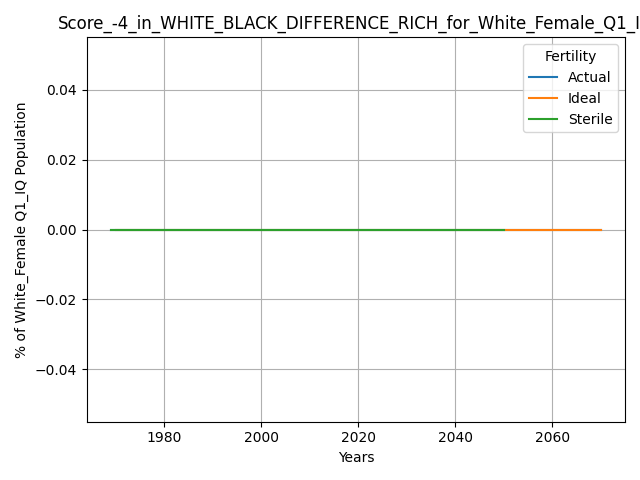 Score_-4_in_WHITE_BLACK_DIFFERENCE_RICH_for_White_Female_Q1_I
Fertility
Actual
Ideal
Sterile
0.04
0.02
0.00
−0.02
−0.04
% of White_Female Q1_IQ Population
1980 2000 2020 2040 2060
Years